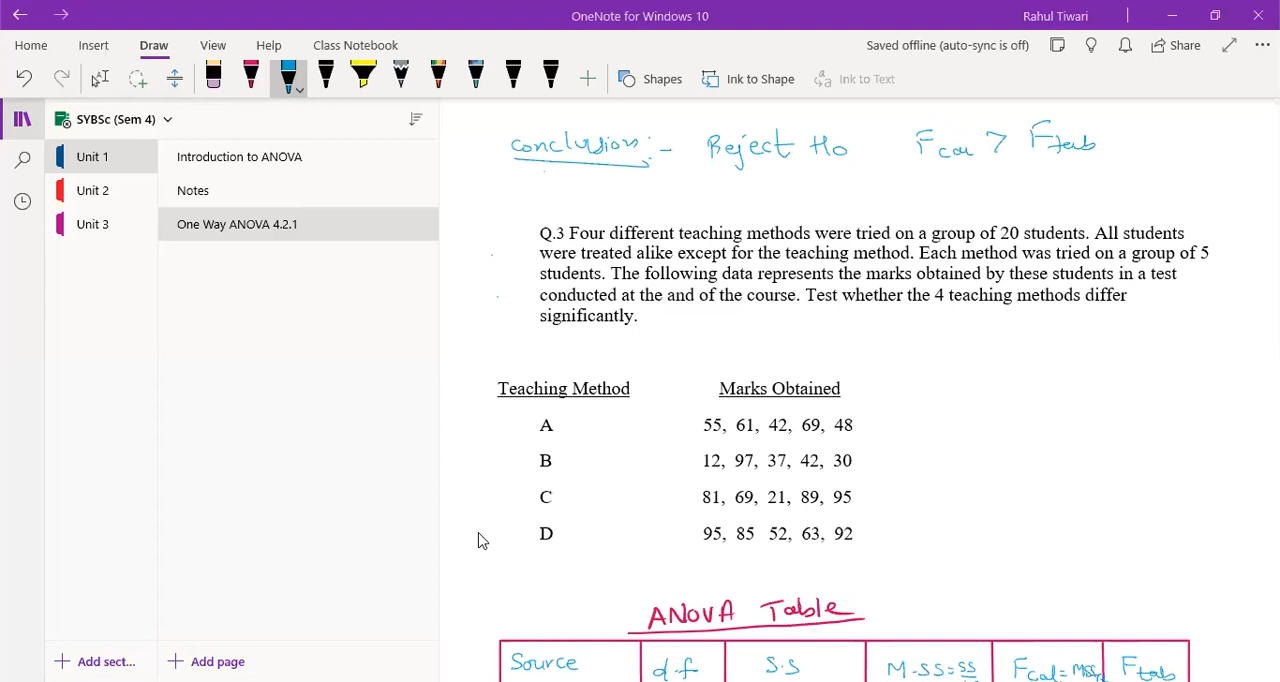 OneNote for Windows 10
Rahul Tiwari
Home Insert Draw View Help Class Notebook
Saved offline (auto-sync is off)
Share
Shapes
Ink to Shape
Ink to Text
SYBSc (Sem 4)
Unit 1
Unit 2
Unit 3
Introduction to ANOVA
Notes
One Way ANOVA 4.2.1
Add sect...
Add page
Conclusion:- Reject Ho Fcal > Ftab
Q.3 Four different teaching methods were tried on a group of 20 students. All students
were treated alike except for the teaching method. Each method was tried on a group of 5
students. The following data represents the marks obtained by these students in a test
conducted at the and of the course. Test whether the 4 teaching methods differ
significantly.
Teaching Method Marks Obtained
A 55, 61, 42, 69, 48
B 12, 97, 37, 42, 30
C 81, 69, 21, 89, 95
D 95, 85 52, 63, 92
ANOVA Table
Source d.f S.S M.SS=SS Fcal= Ftab